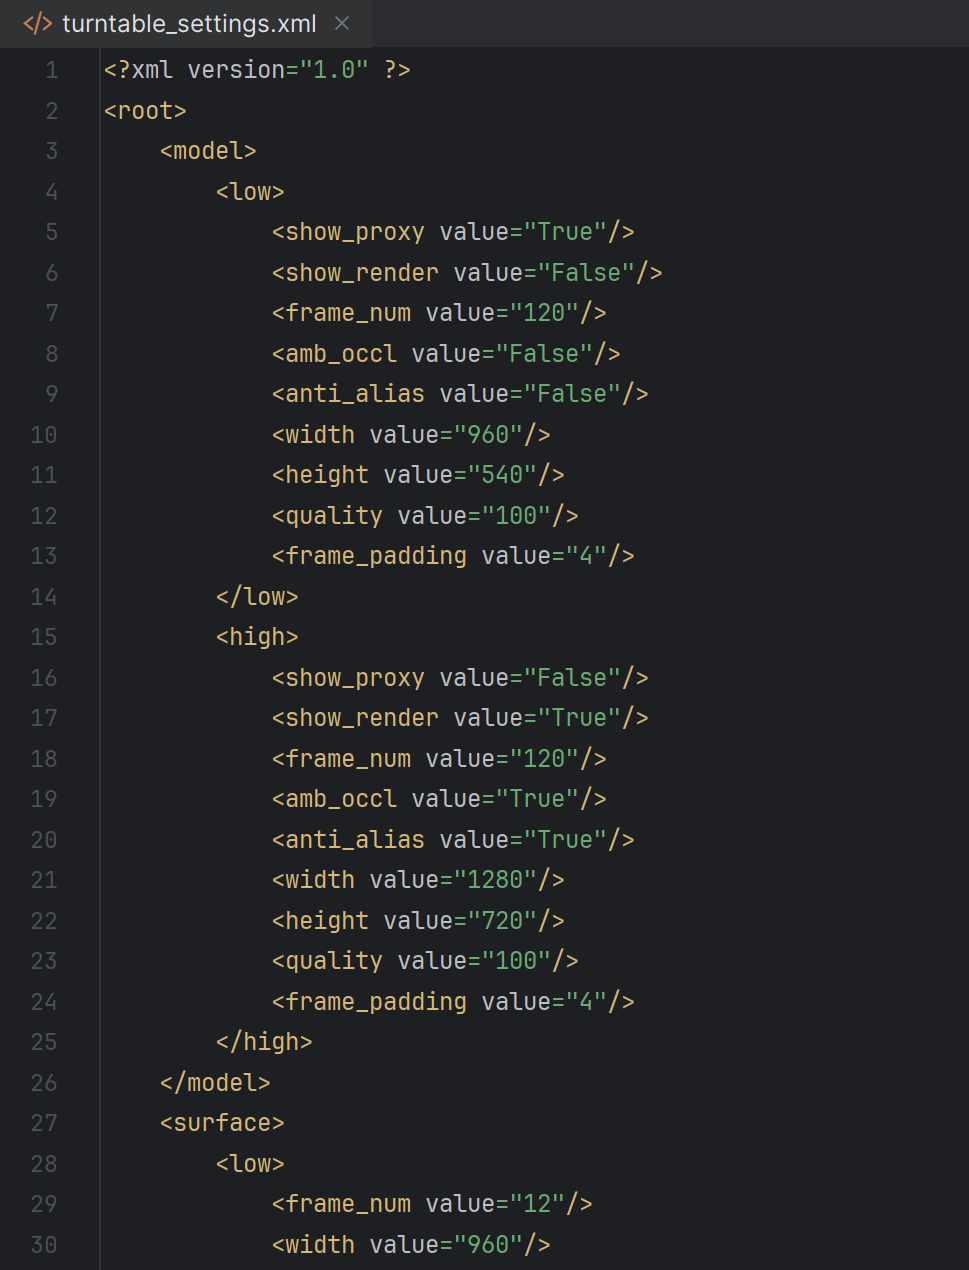 turntable_settings.xml
1 <?xml version="1.0" ?>
2 <root>
3     <model>
4         <low>
5             <show_proxy value="True"/>
6             <show_render value="False"/>
7             <frame_num value="120"/>
8             <amb_occl value="False"/>
9             <anti_alias value="False"/>
10             <width value="960"/>
11             <height value="540"/>
12             <quality value="100"/>
13             <frame_padding value="4"/>
14         </low>
15         <high>
16             <show_proxy value="False"/>
17             <show_render value="True"/>
18             <frame_num value="120"/>
19             <amb_occl value="True"/>
20             <anti_alias value="True"/>
21             <width value="1280"/>
22             <height value="720"/>
23             <quality value="100"/>
24             <frame_padding value="4"/>
25         </high>
26     </model>
27     <surface>
28         <low>
29             <frame_num value="12"/>
30             <width value="960"/>